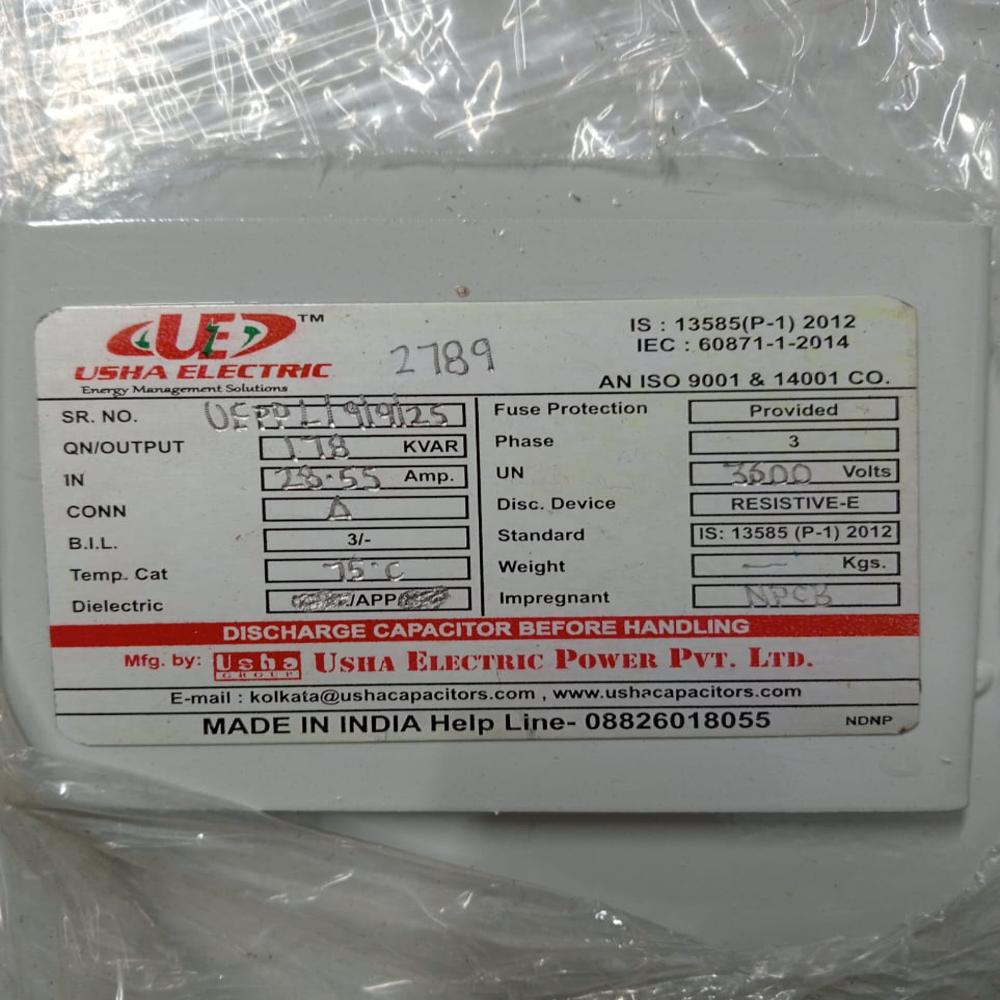 UE TM
USHA ELECTRIC
Energy Management Solutions
2789
IS : 13585(P-1) 2012
IEC : 60871-1-2014
AN ISO 9001 & 14001 CO.
SR. NO. UEPPL/9/9/25
QN/OUTPUT 178 KVAR
IN 28.55 Amp.
CONN Δ
B.I.L. 3/-
Temp. Cat 75°C
Dielectric /APP
Fuse Protection Provided
Phase 3
UN 3600 Volts
Disc. Device RESISTIVE-E
Standard IS: 13585 (P-1) 2012
Weight — Kgs.
Impregnant NPCB
DISCHARGE CAPACITOR BEFORE HANDLING
Mfg. by: Usha GROUP USHA ELECTRIC POWER PVT. LTD.
E-mail : kolkata@ushacapacitors.com , www.ushacapacitors.com
MADE IN INDIA Help Line- 08826018055 NDNP